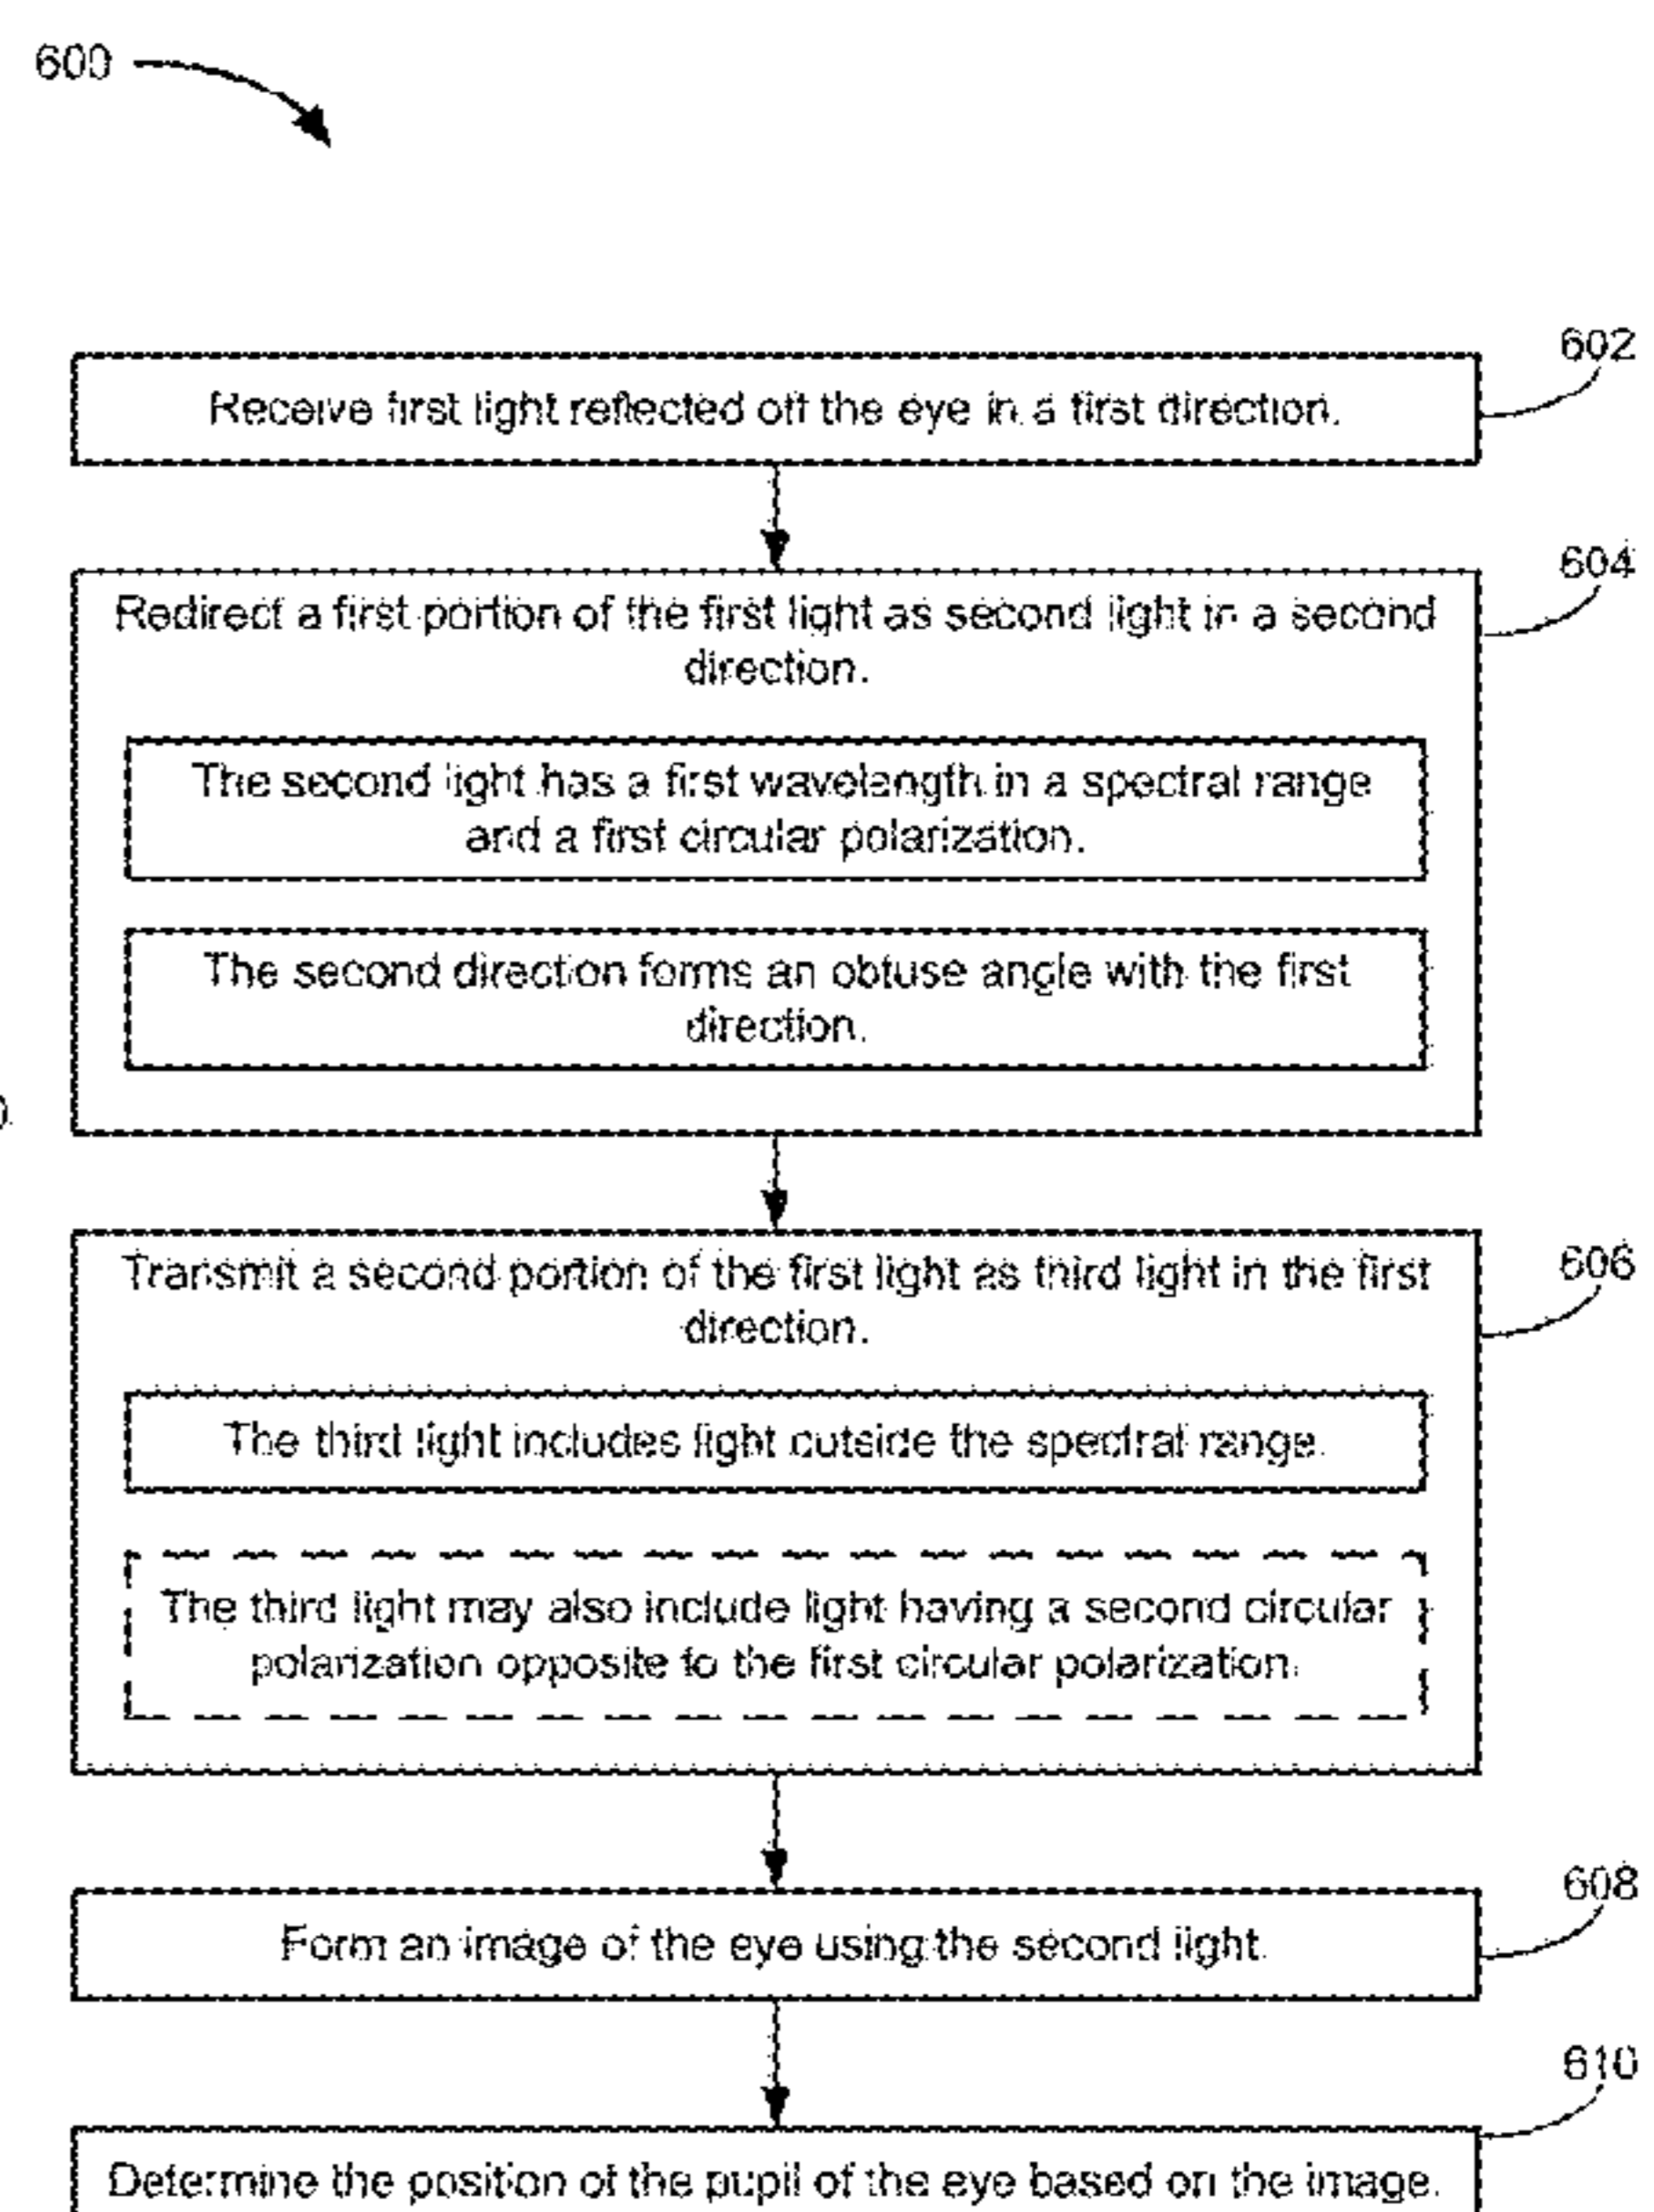 600
602
Receive first light reflected off the eye in a first direction.
604
Redirect a first portion of the first light as second light in a second
direction.
The second light has a first wavelength in a spectral range
and a first circular polarization.
The second direction forms an obtuse angle with the first
direction.
606
Transmit a second portion of the first light as third light in the first
direction.
The third light includes light outside the spectral range.
The third light may also include light having a second circular
polarization opposite to the first circular polarization.
608
Form an image of the eye using the second light.
610
Determine the position of the pupil of the eye based on the image.